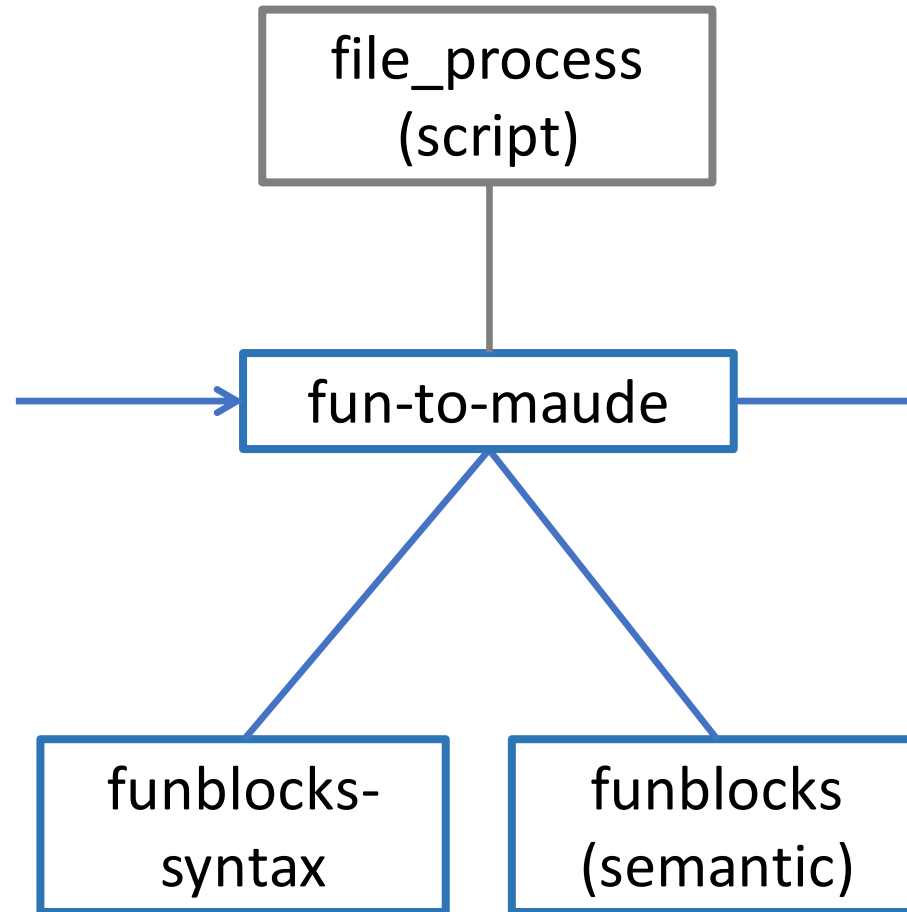 file_process
(script)
fun-to-maude
funblocks-
syntax
funblocks
(semantic)